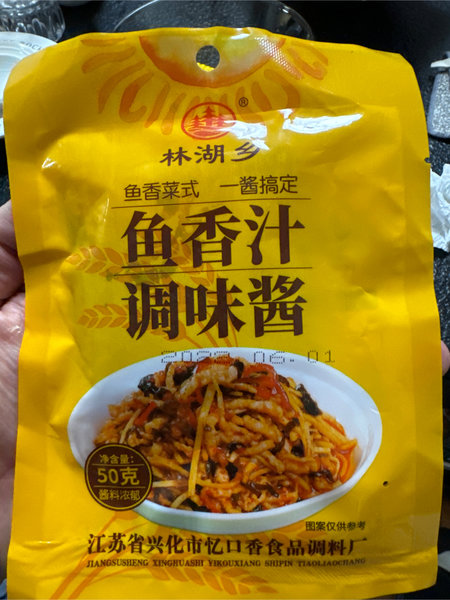 ®
林湖乡
鱼香菜式 一酱搞定
鱼香汁
调味酱
2022.06.01
净含量:
50克
酱料浓郁
图案仅供参考
江苏省兴化市忆口香食品调料厂
JIANGSUSHENG XINGHUASHI YIKOUXIANG SHIPIN TIAOLIAOCHANG